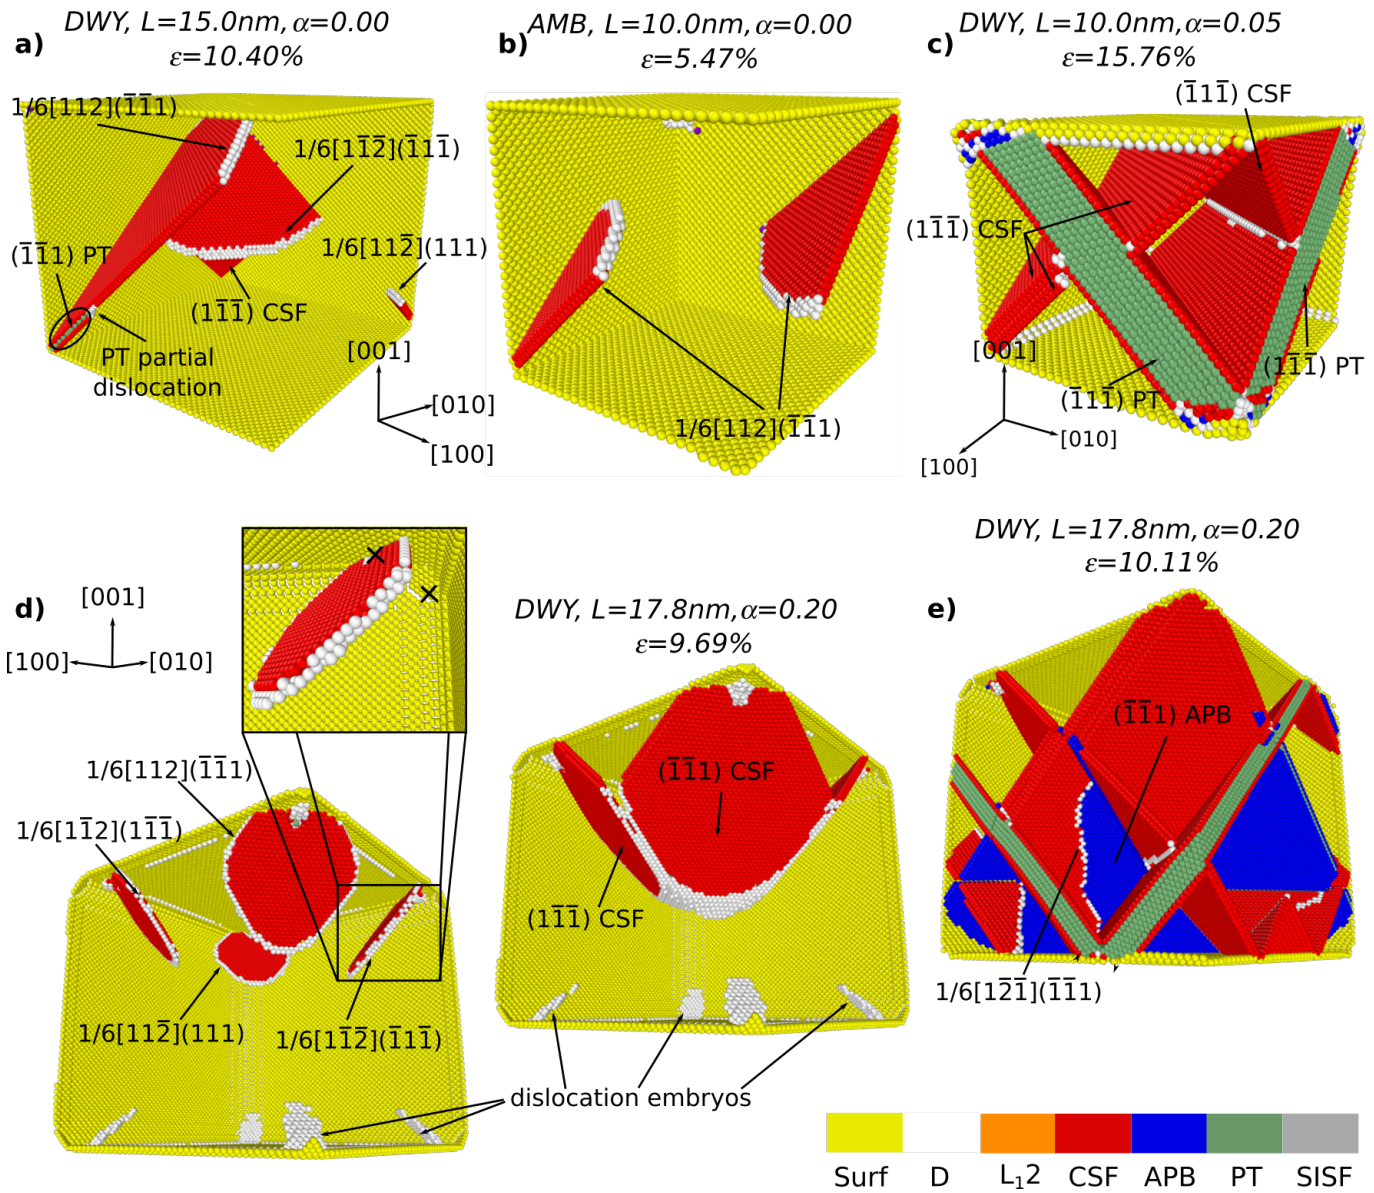 a)
DWY, L=15.0nm, α=0.00
ε=10.40%
1/6[112](1̅1̅1)
1/6[11̅2̅](1̅11̅)
(1̅1̅1) PT
1/6[112̅](111)
(11̅1̅) CSF
PT partial
dislocation
[001]
[010]
[100]
b)
AMB, L=10.0nm, α=0.00
ε=5.47%
1/6[112](1̅1̅1)
c)
DWY, L=10.0nm, α=0.05
ε=15.76%
(1̅11̅) CSF
(11̅1̅) CSF
[001]
(11̅1̅) PT
(1̅11̅) PT
[010]
[100]
d)
[001]
[100]
[010]
1/6[112](1̅1̅1)
1/6[11̅2](11̅1̅)
1/6[112̅](111)
1/6[11̅2̅](1̅11̅)
DWY, L=17.8nm, α=0.20
ε=9.69%
(1̅1̅1) CSF
(11̅1̅) CSF
dislocation embryos
e)
DWY, L=17.8nm, α=0.20
ε=10.11%
(1̅1̅1) APB
1/6[12̅1̅](1̅1̅1)
Surf
D
L₁2
CSF
APB
PT
SISF